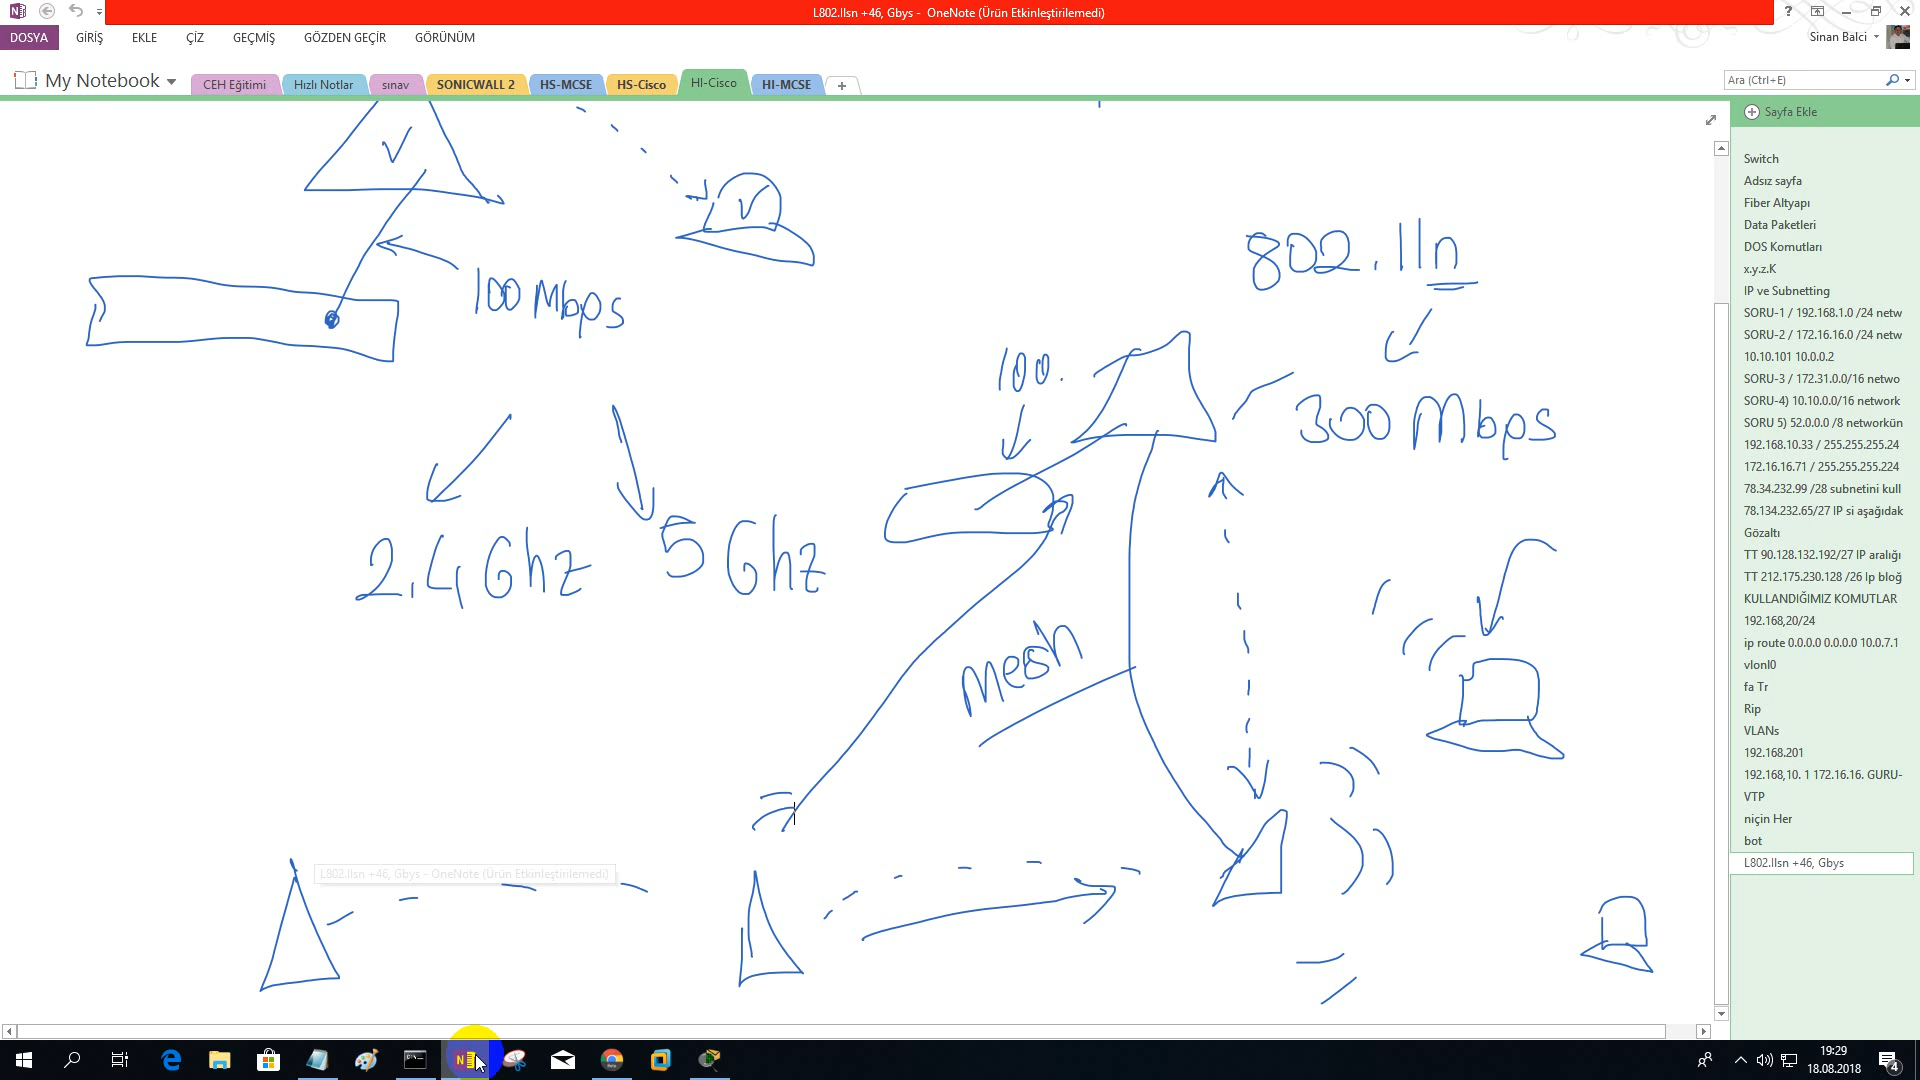 L802.llsn +46, Gbys - OneNote (Ürün Etkinleştirilemedi)
DOSYA GİRİŞ EKLE ÇİZ GEÇMİŞ GÖZDEN GEÇİR GÖRÜNÜM
Sinan Balci
My Notebook
CEH Eğitimi
Hızlı Notlar
sınav
SONICWALL 2
HS-MCSE
HS-Cisco
HI-Cisco
HI-MCSE
Ara (Ctrl+E)
V
V
100 Mbps
802.11n
100.
300 Mbps
2.4 Ghz
5 Ghz
mesh
L802.llsn +46, Gbys - OneNote (Ürün Etkinleştirilemedi)
Sayfa Ekle
Switch
Adsız sayfa
Fiber Altyapı
Data Paketleri
DOS Komutları
x.y.z.K
IP ve Subnetting
SORU-1 / 192.168.1.0 /24 netw
SORU-2 / 172.16.16.0 /24 netw
10.10.101 10.0.0.2
SORU-3 / 172.31.0.0/16 netwo
SORU-4) 10.10.0.0/16 network
SORU 5) 52.0.0.0 /8 networkün
192.168.10.33 / 255.255.255.24
172.16.16.71 / 255.255.255.224
78.34.232.99 /28 subnetini kull
78.134.232.65/27 IP si aşağıdak
Gözaltı
TT 90.128.132.192/27 IP aralığı
TT 212.175.230.128 /26 Ip bloğ
KULLANDIĞIMIZ KOMUTLAR
192.168,20/24
ip route 0.0.0.0 0.0.0.0 10.0.7.1
vlonl0
fa Tr
Rip
VLANs
192.168.201
192.168,10. 1 172.16.16. GURU-
VTP
niçin Her
bot
L802.llsn +46, Gbys
19:29
18.08.2018
4